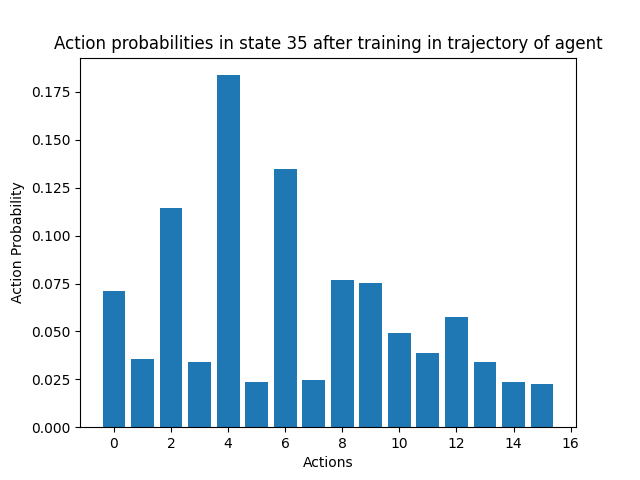 Action probabilities in state 35 after training in trajectory of agent
0.175
0.150
0.125
0.100
0.075
0.050
0.025
0.000
Action Probability
0 2 4 6 8 10 12 14 16
Actions